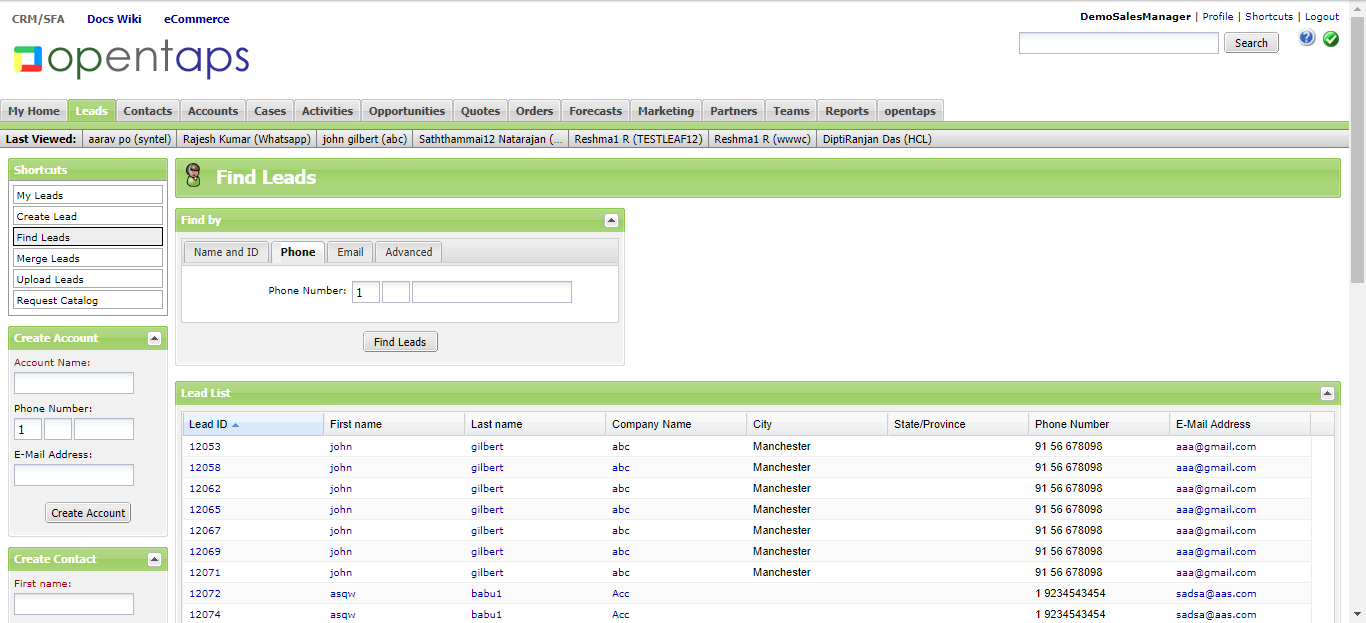 CRM/SFA Docs Wiki eCommerce
DemoSalesManager | Profile | Shortcuts | Logout
opentaps
Search
My Home Leads Contacts Accounts Cases Activities Opportunities Quotes Orders Forecasts Marketing Partners Teams Reports opentaps
Last Viewed: aarav po (syntel) Rajesh Kumar (Whatsapp) john gilbert (abc) Saththammai12 Natarajan (... Reshma1 R (TESTLEAF12) Reshma1 R (wwwc) DiptiRanjan Das (HCL)
Shortcuts
My Leads
Create Lead
Find Leads
Merge Leads
Upload Leads
Request Catalog
Create Account
Account Name:
Phone Number:
1
E-Mail Address:
Create Account
Create Contact
First name:
Find Leads
Find by
Name and ID Phone Email Advanced
Phone Number: 1
Find Leads
Lead List
Lead ID First name Last name Company Name City State/Province Phone Number E-Mail Address
12053 john gilbert abc Manchester 91 56 678098 aaa@gmail.com
12058 john gilbert abc Manchester 91 56 678098 aaa@gmail.com
12062 john gilbert abc Manchester 91 56 678098 aaa@gmail.com
12065 john gilbert abc Manchester 91 56 678098 aaa@gmail.com
12067 john gilbert abc Manchester 91 56 678098 aaa@gmail.com
12069 john gilbert abc Manchester 91 56 678098 aaa@gmail.com
12071 john gilbert abc Manchester 91 56 678098 aaa@gmail.com
12072 asqw babu1 Acc 1 9234543454 sadsa@aas.com
12074 asqw babu1 Acc 1 9234543454 sadsa@aas.com